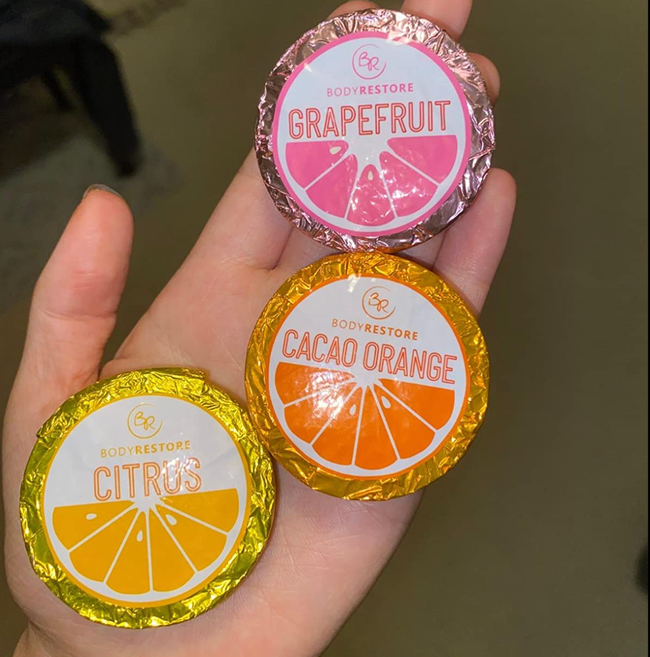 BR
BODYRESTORE
GRAPEFRUIT
BR
BODYRESTORE
CACAO ORANGE
BR
BODYRESTORE
CITRUS